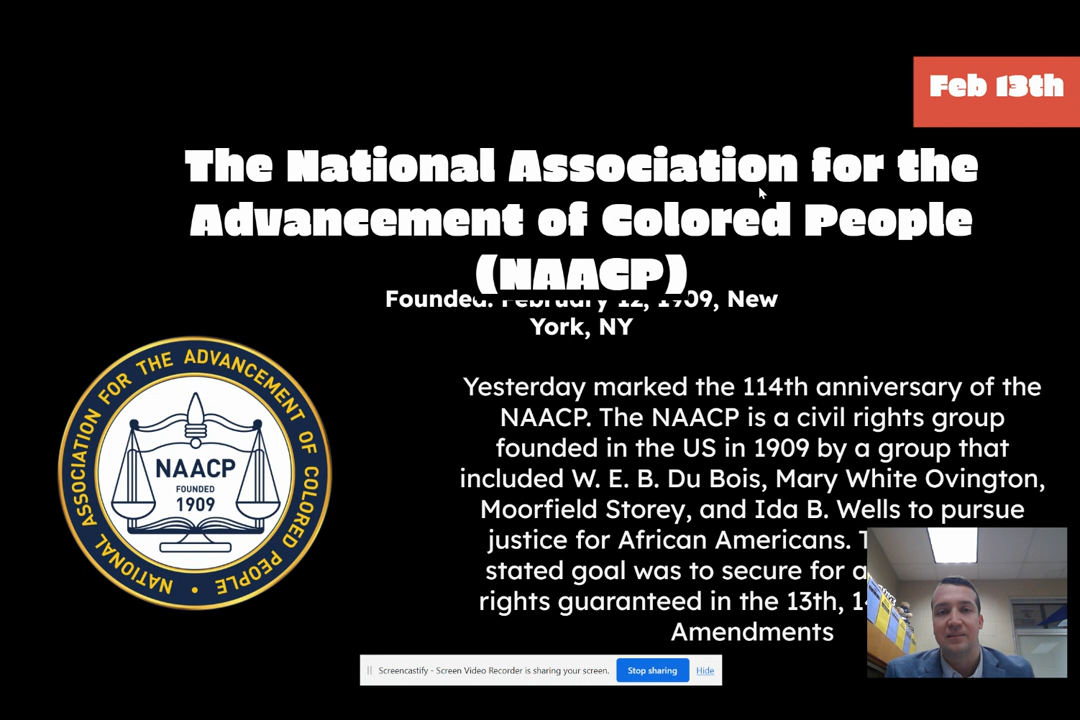 Feb 13th
The National Association for the
Advancement of Colored People
(NAACP)
Founded: February 12, 1909, New
York, NY
NATIONAL ASSOCIATION FOR THE ADVANCEMENT OF COLORED PEOPLE
NAACP
FOUNDED
1909
Yesterday marked the 114th anniversary of the
NAACP. The NAACP is a civil rights group
founded in the US in 1909 by a group that
included W. E. B. Du Bois, Mary White Ovington,
Moorfield Storey, and Ida B. Wells to pursue
justice for African Americans.
stated goal was to secure for
rights guaranteed in the 13th,
Amendments
Screencastify - Screen Video Recorder is sharing your screen.
Stop sharing
Hide